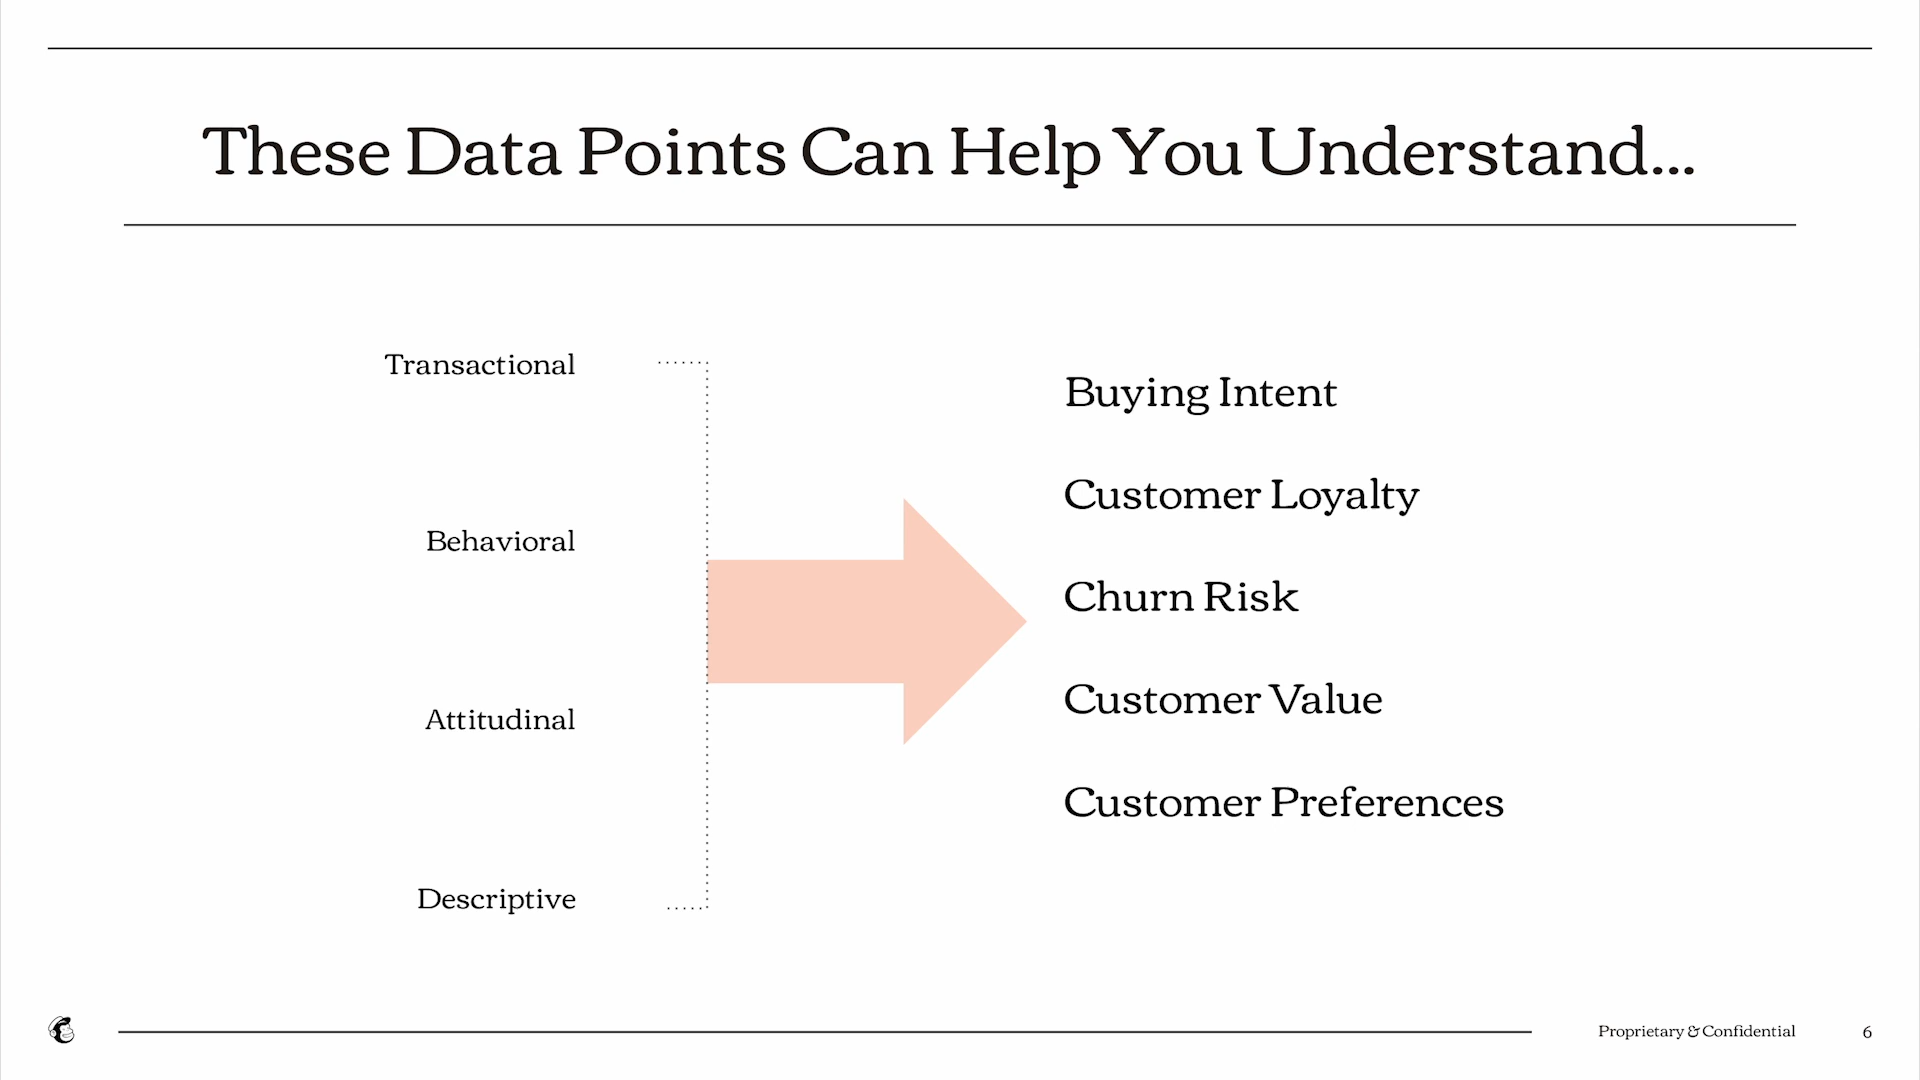 These Data Points Can Help You Understand...
Transactional
Behavioral
Attitudinal
Descriptive
Buying Intent
Customer Loyalty
Churn Risk
Customer Value
Customer Preferences
Proprietary & Confidential
6